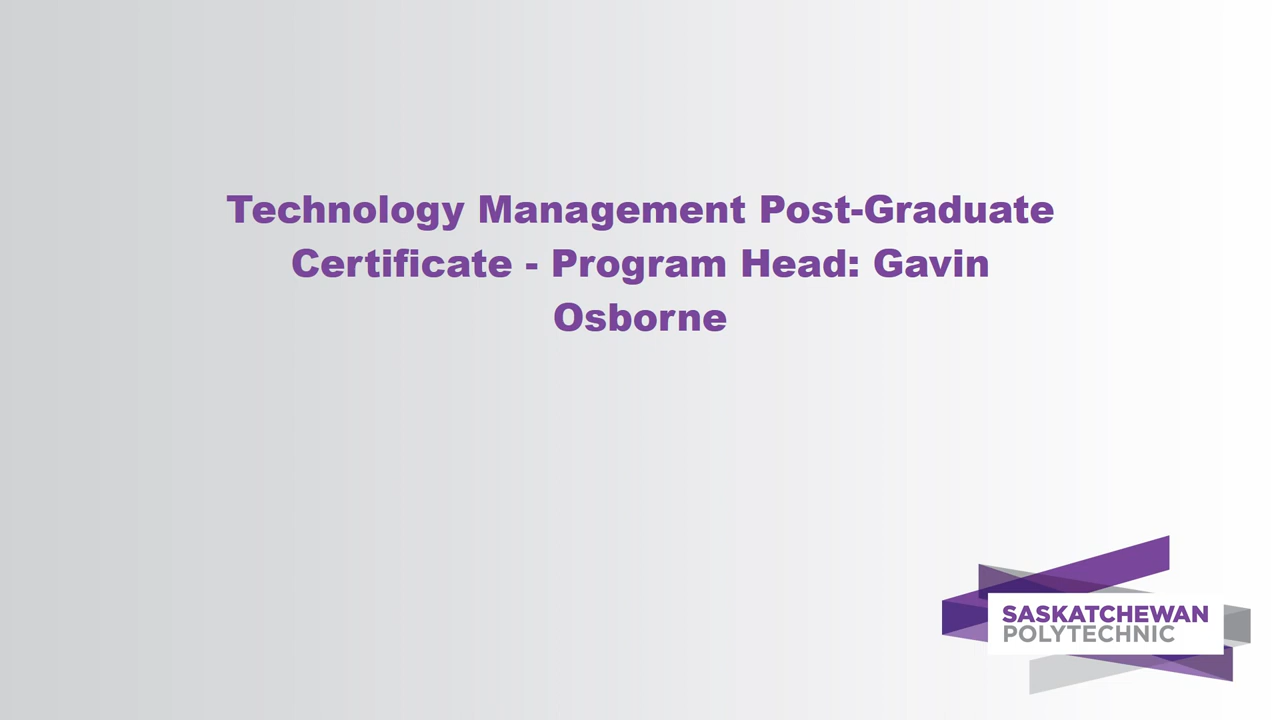 Technology Management Post-Graduate
Certificate - Program Head: Gavin
Osborne
SASKATCHEWAN
POLYTECHNIC